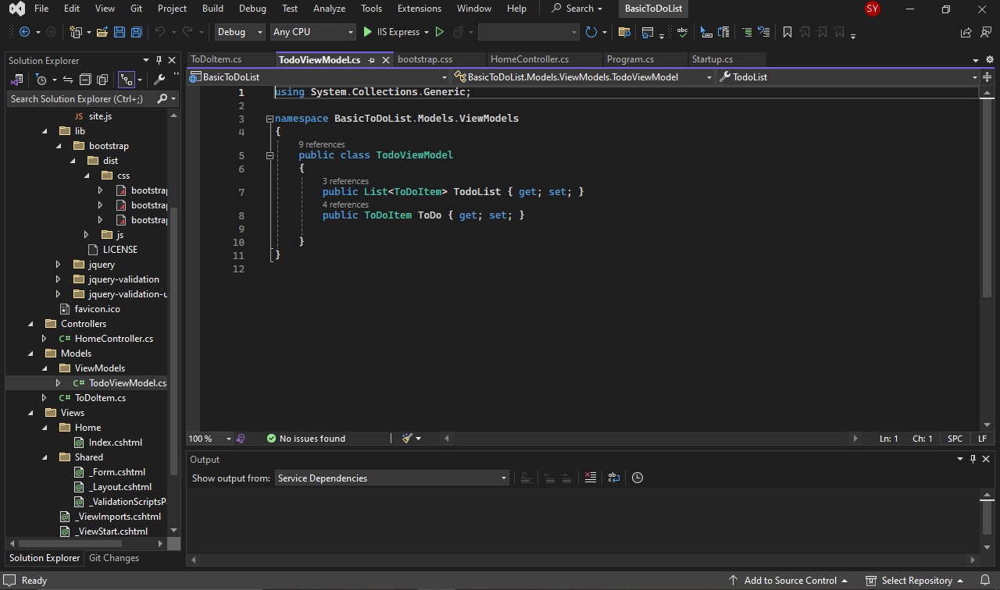 File Edit View Git Project Build Debug Test Analyze Tools Extensions Window Help Search BasicToDoList SY
Debug Any CPU IIS Express
Solution Explorer
Search Solution Explorer (Ctrl+;)
JS site.js
lib
bootstrap
dist
css
bootstrap
bootstrap
bootstrap
js
LICENSE
jquery
jquery-validation
jquery-validation-u
favicon.ico
Controllers
C# HomeController.cs
Models
ViewModels
C# TodoViewModel.cs
C# ToDoItem.cs
Views
Home
Index.cshtml
Shared
_Form.cshtml
_Layout.cshtml
_ValidationScriptsP
_ViewImports.cshtml
_ViewStart.cshtml
Solution Explorer Git Changes
ToDoItem.cs TodoViewModel.cs bootstrap.css HomeController.cs Program.cs Startup.cs
BasicToDoList BasicToDoList.Models.ViewModels.TodoViewModel TodoList
1 using System.Collections.Generic;
2
3 namespace BasicToDoList.Models.ViewModels
4 {
9 references
5 public class TodoViewModel
6 {
3 references
7 public List<ToDoItem> TodoList { get; set; }
4 references
8 public ToDoItem ToDo { get; set; }
9
10 }
11 }
12
100 % No issues found Ln: 1 Ch: 1 SPC LF
Output
Show output from: Service Dependencies
Ready Add to Source Control Select Repository